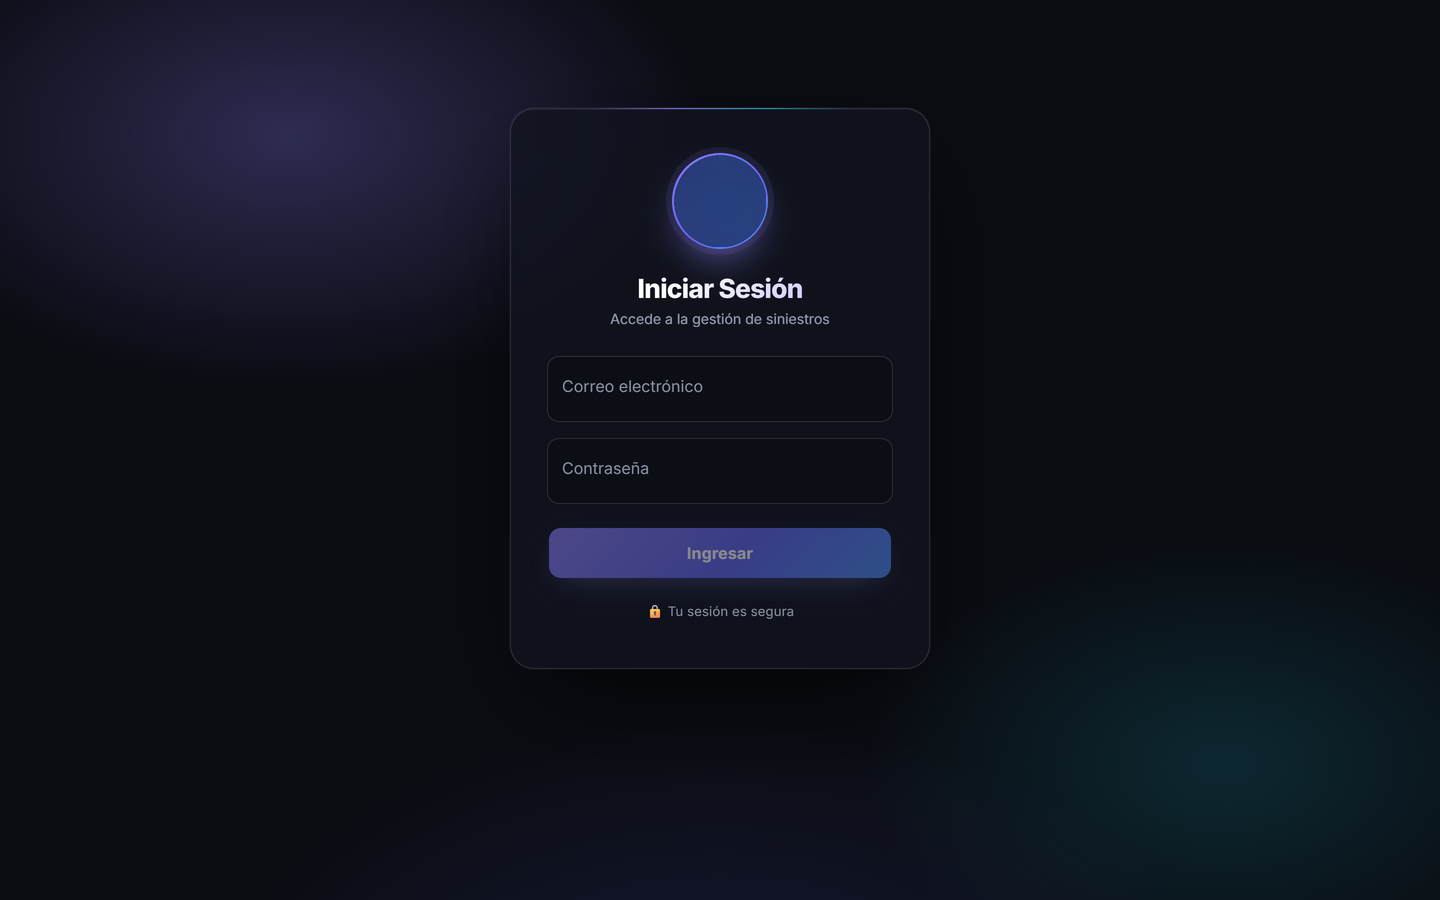 Iniciar Sesión
Accede a la gestión de siniestros
Correo electrónico
Contraseña
Ingresar
🔒 Tu sesión es segura